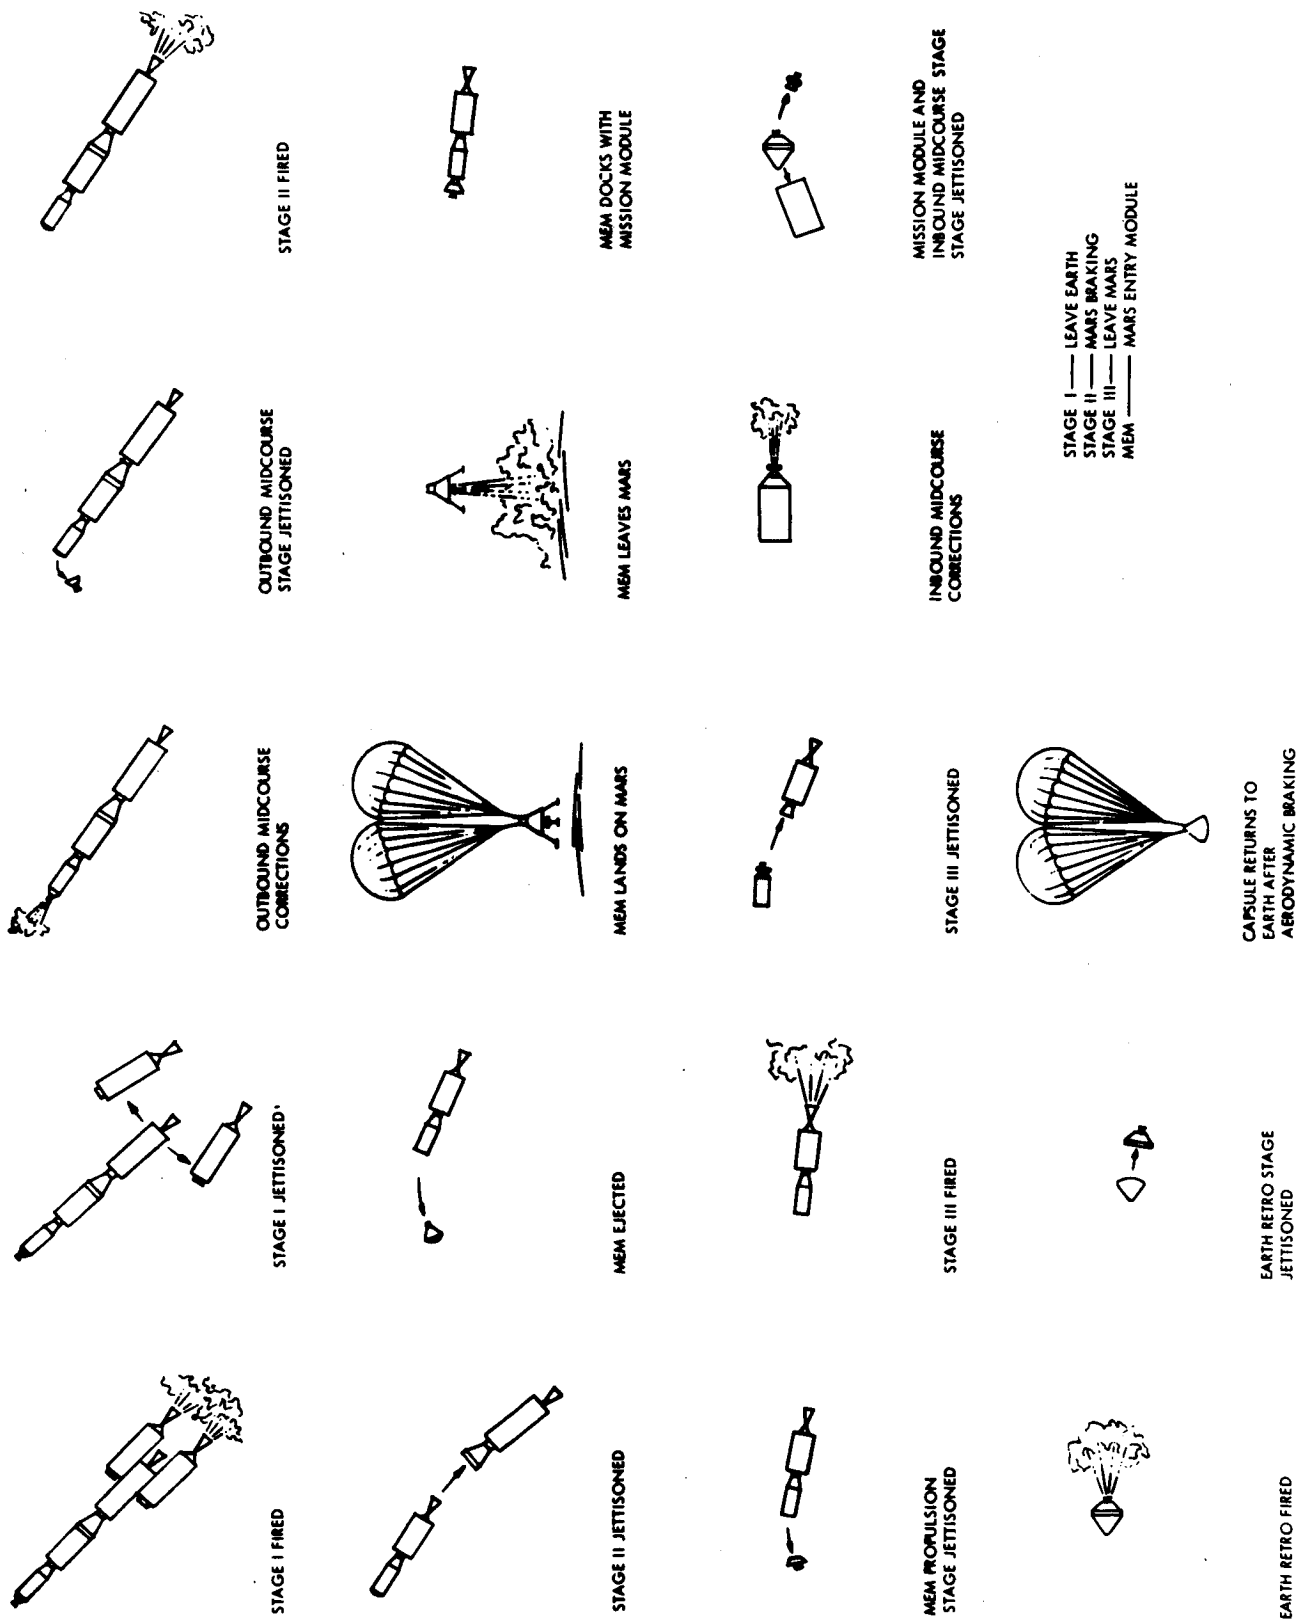 STAGE I FIRED
STAGE I JETTISONED
OUTBOUND MIDCOURSE
CORRECTIONS
OUTBOUND MIDCOURSE
STAGE JETTISONED
STAGE II FIRED
STAGE II JETTISONED
MEM EJECTED
MEM LANDS ON MARS
MEM LEAVES MARS
MEM DOCKS WITH
MISSION MODULE
MEM PROPULSION
STAGE JETTISONED
STAGE III FIRED
STAGE III JETTISONED
INBOUND MIDCOURSE
CORRECTIONS
MISSION MODULE AND
INBOUND MIDCOURSE STAGE
STAGE JETTISONED
EARTH RETRO FIRED
EARTH RETRO STAGE
JETTISONED
CAPSULE RETURNS TO
EARTH AFTER
AERODYNAMIC BRAKING
STAGE I — LEAVE EARTH
STAGE II — MARS BRAKING
STAGE III — LEAVE MARS
MEM — MARS ENTRY MODULE